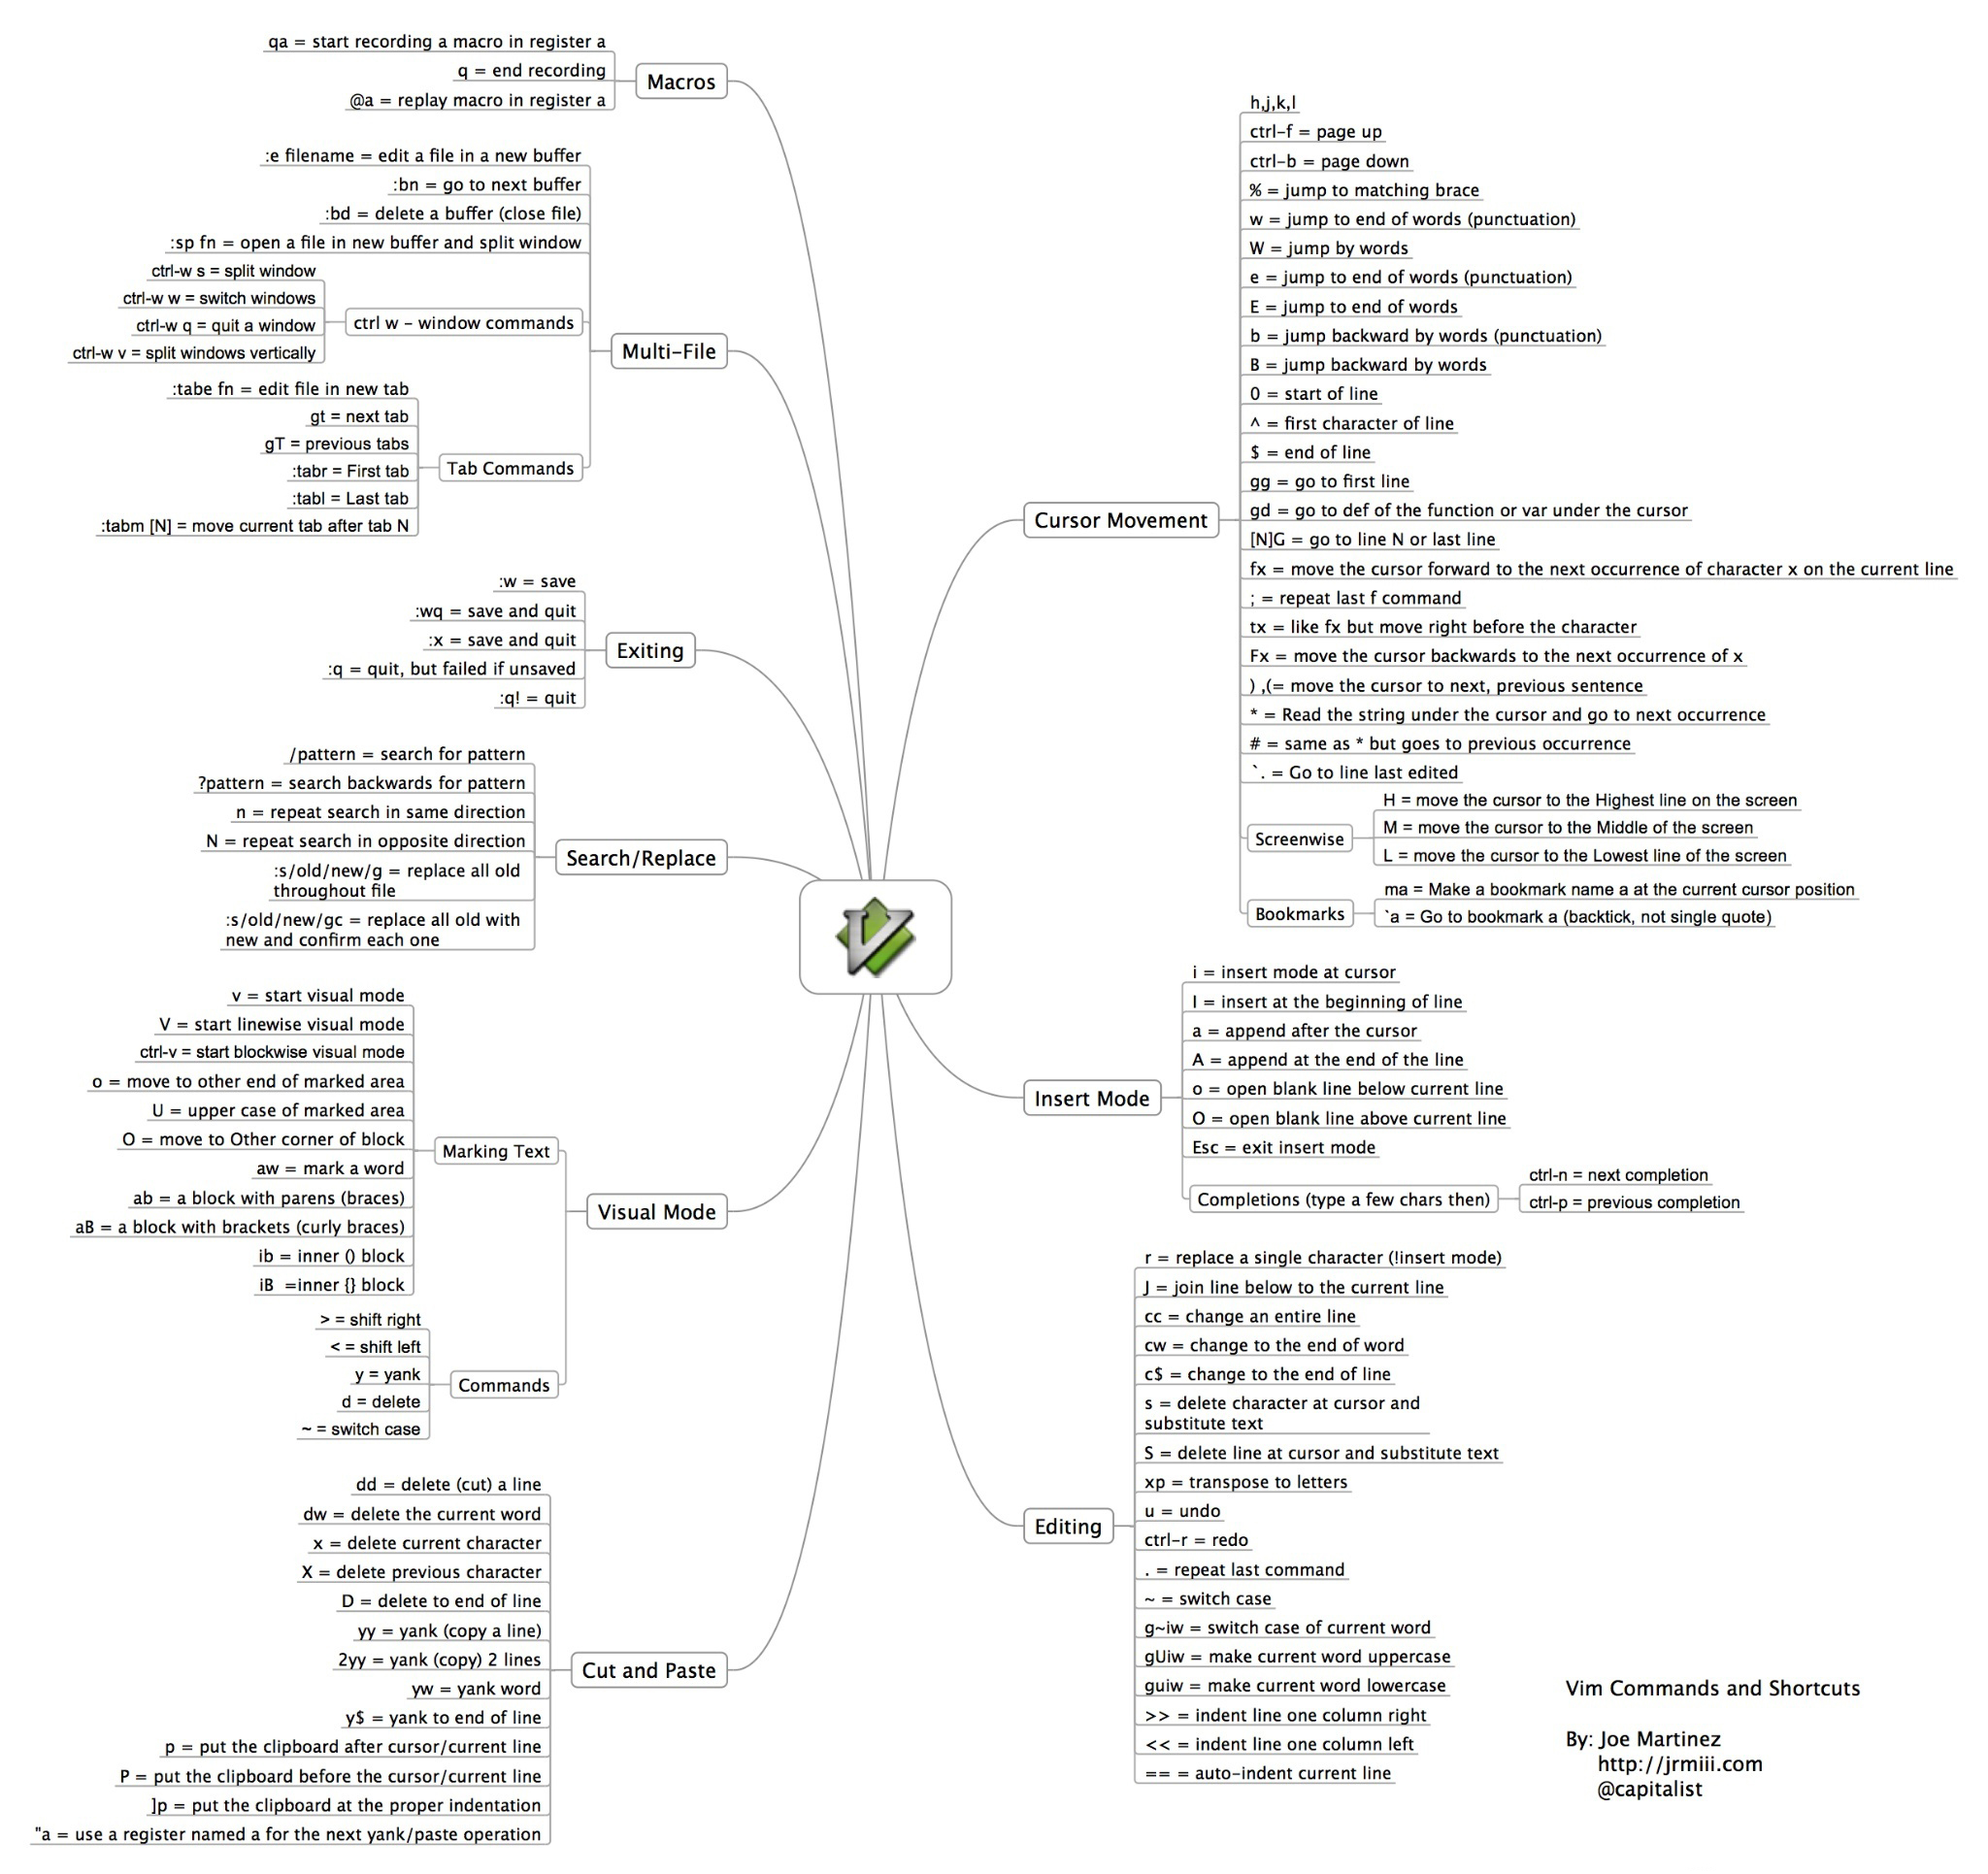 qa = start recording a macro in register a
q = end recording
@a = replay macro in register a
Macros
:e filename = edit a file in a new buffer
:bn = go to next buffer
:bd = delete a buffer (close file)
:sp fn = open a file in new buffer and split window
ctrl-w s = split window
ctrl-w w = switch windows
ctrl-w q = quit a window
ctrl-w v = split windows vertically
ctrl w - window commands
Multi-File
:tabe fn = edit file in new tab
gt = next tab
gT = previous tabs
:tabr = First tab
:tabl = Last tab
:tabm [N] = move current tab after tab N
Tab Commands
:w = save
:wq = save and quit
:x = save and quit
:q = quit, but failed if unsaved
:q! = quit
Exiting
/pattern = search for pattern
?pattern = search backwards for pattern
n = repeat search in same direction
N = repeat search in opposite direction
:s/old/new/g = replace all old
throughout file
:s/old/new/gc = replace all old with
new and confirm each one
Search/Replace
v = start visual mode
V = start linewise visual mode
ctrl-v = start blockwise visual mode
o = move to other end of marked area
U = upper case of marked area
O = move to Other corner of block
aw = mark a word
ab = a block with parens (braces)
aB = a block with brackets (curly braces)
ib = inner () block
iB  =inner {} block
Marking Text
Visual Mode
> = shift right
< = shift left
y = yank
d = delete
~ = switch case
Commands
dd = delete (cut) a line
dw = delete the current word
x = delete current character
X = delete previous character
D = delete to end of line
yy = yank (copy a line)
2yy = yank (copy) 2 lines
yw = yank word
y$ = yank to end of line
p = put the clipboard after cursor/current line
P = put the clipboard before the cursor/current line
]p = put the clipboard at the proper indentation
"a = use a register named a for the next yank/paste operation
Cut and Paste
Cursor Movement
h,j,k,l
ctrl-f = page up
ctrl-b = page down
% = jump to matching brace
w = jump to end of words (punctuation)
W = jump by words
e = jump to end of words (punctuation)
E = jump to end of words
b = jump backward by words (punctuation)
B = jump backward by words
0 = start of line
^ = first character of line
$ = end of line
gg = go to first line
gd = go to def of the function or var under the cursor
[N]G = go to line N or last line
fx = move the cursor forward to the next occurrence of character x on the current line
; = repeat last f command
tx = like fx but move right before the character
Fx = move the cursor backwards to the next occurrence of x
) ,(= move the cursor to next, previous sentence
* = Read the string under the cursor and go to next occurrence
# = same as * but goes to previous occurrence
`. = Go to line last edited
Screenwise
H = move the cursor to the Highest line on the screen
M = move the cursor to the Middle of the screen
L = move the cursor to the Lowest line of the screen
Bookmarks
ma = Make a bookmark name a at the current cursor position
`a = Go to bookmark a (backtick, not single quote)
Insert Mode
i = insert mode at cursor
I = insert at the beginning of line
a = append after the cursor
A = append at the end of the line
o = open blank line below current line
O = open blank line above current line
Esc = exit insert mode
Completions (type a few chars then)
ctrl-n = next completion
ctrl-p = previous completion
Editing
r = replace a single character (!insert mode)
J = join line below to the current line
cc = change an entire line
cw = change to the end of word
c$ = change to the end of line
s = delete character at cursor and
substitute text
S = delete line at cursor and substitute text
xp = transpose to letters
u = undo
ctrl-r = redo
. = repeat last command
~ = switch case
g~iw = switch case of current word
gUiw = make current word uppercase
guiw = make current word lowercase
>> = indent line one column right
<< = indent line one column left
== = auto-indent current line
Vim Commands and Shortcuts
By: Joe Martinez
http://jrmiii.com
@capitalist